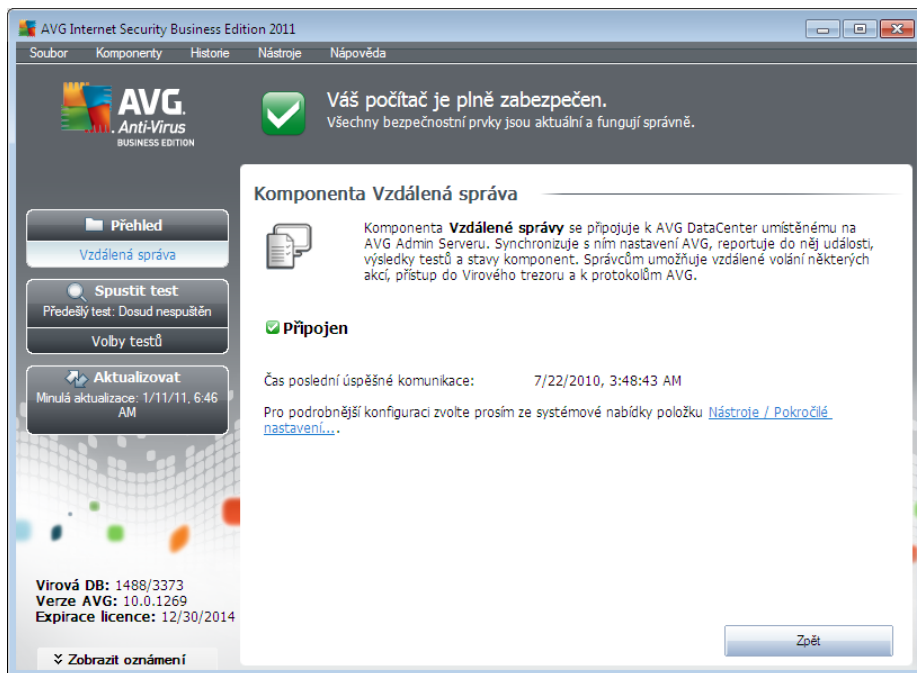 AVG Internet Security Business Edition 2011
Soubor Komponenty Historie Nástroje Nápověda
AVG.
Anti-Virus
BUSINESS EDITION
Váš počítač je plně zabezpečen.
Všechny bezpečnostní prvky jsou aktuální a fungují správně.
Přehled
Vzdálená správa
Spustit test
Předešlý test: Dosud nespuštěn
Volby testů
Aktualizovat
Minulá aktualizace: 1/11/11, 6:46
AM
Virová DB: 1488/3373
Verze AVG: 10.0.1269
Expirace licence: 12/30/2014
Zobrazit oznámení
Komponenta Vzdálená správa
Komponenta Vzdálené správy se připojuje k AVG DataCenter umístěnému na
AVG Admin Serveru. Synchronizuje s ním nastavení AVG, reportuje do něj události,
výsledky testů a stavy komponent. Správcům umožňuje vzdálené volání některých
akcí, přístup do Virového trezoru a k protokolům AVG.
Připojen
Čas poslední úspěšné komunikace: 7/22/2010, 3:48:43 AM
Pro podrobnější konfiguraci zvolte prosím ze systémové nabídky položku Nástroje / Pokročilé
nastavení....
Zpět